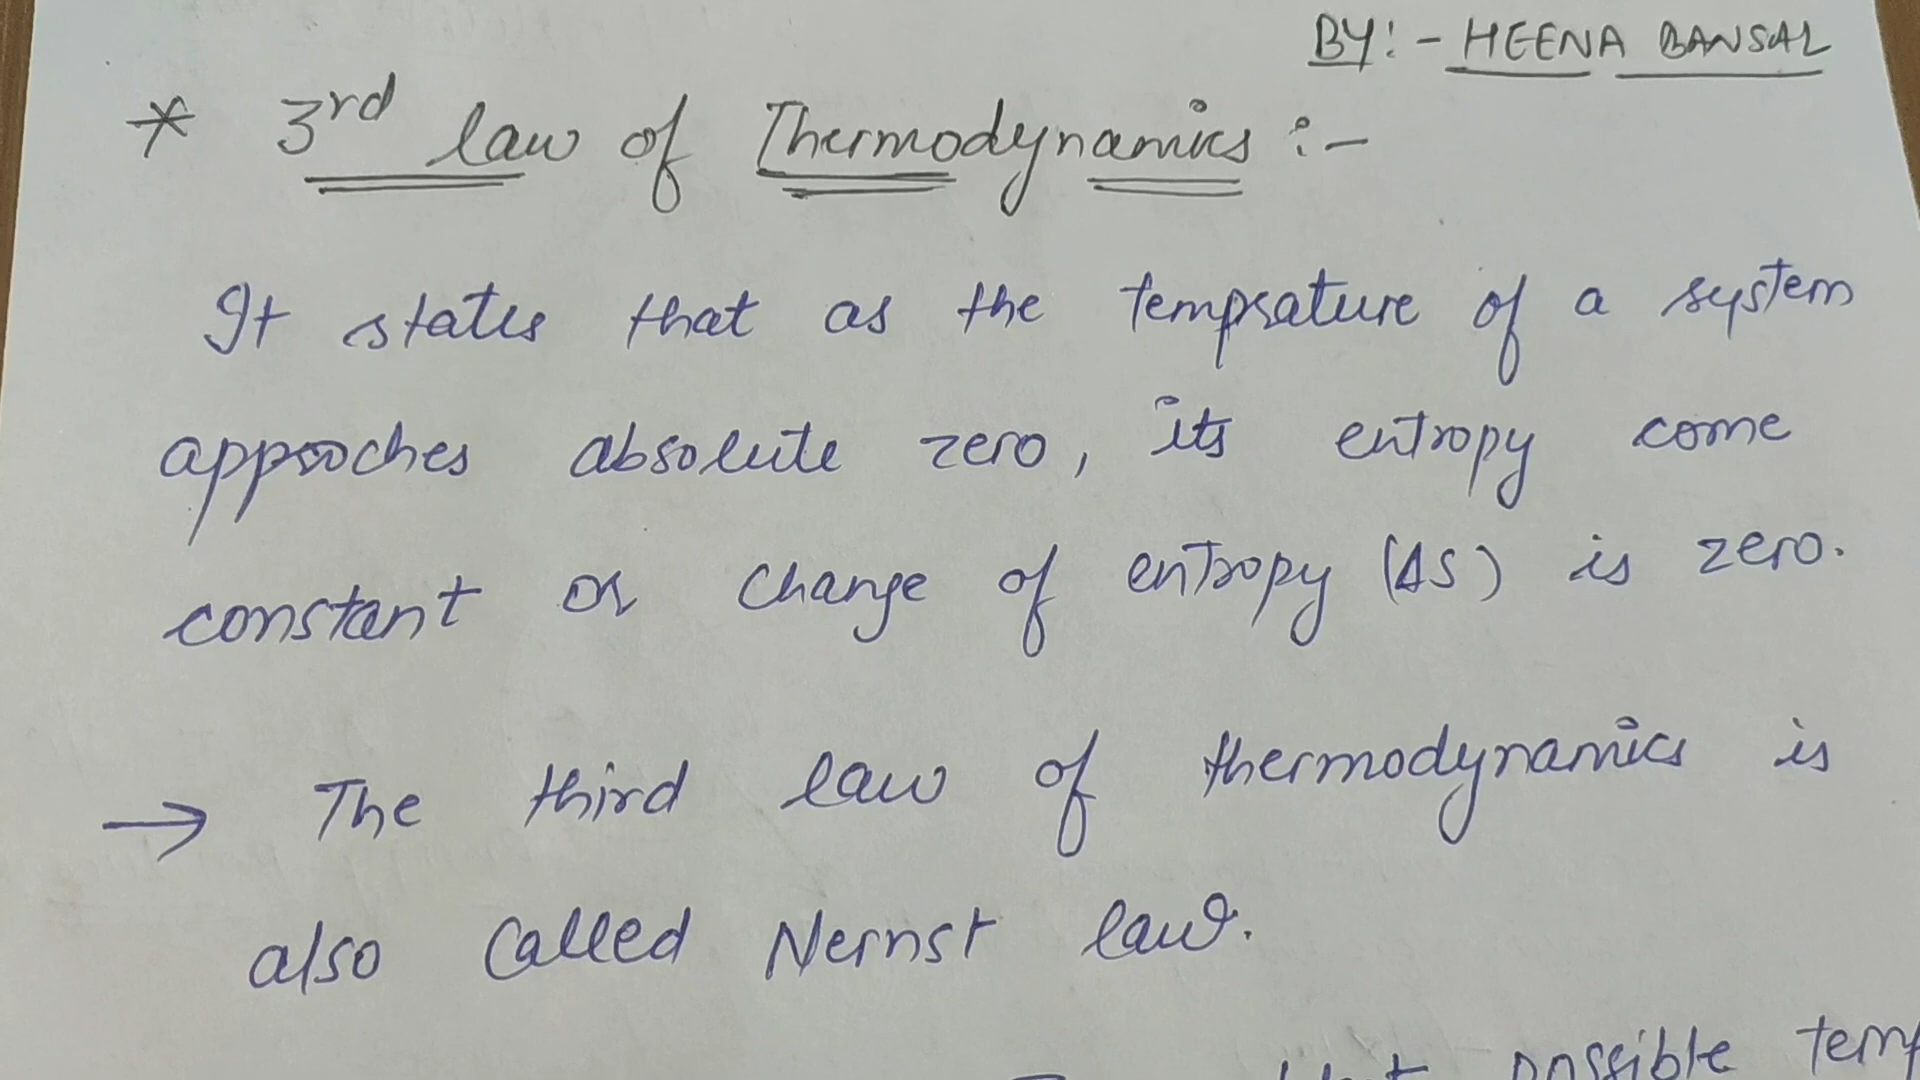 BY:- HEENA BANSAL
* 3rd law of Thermodynamics :-
It states that as the temprature of a system
approches absolute zero, its entropy come
constant or change of entropy (ΔS) is zero.
→ The third law of thermodynamics is
also called Nernst law.
possible temp